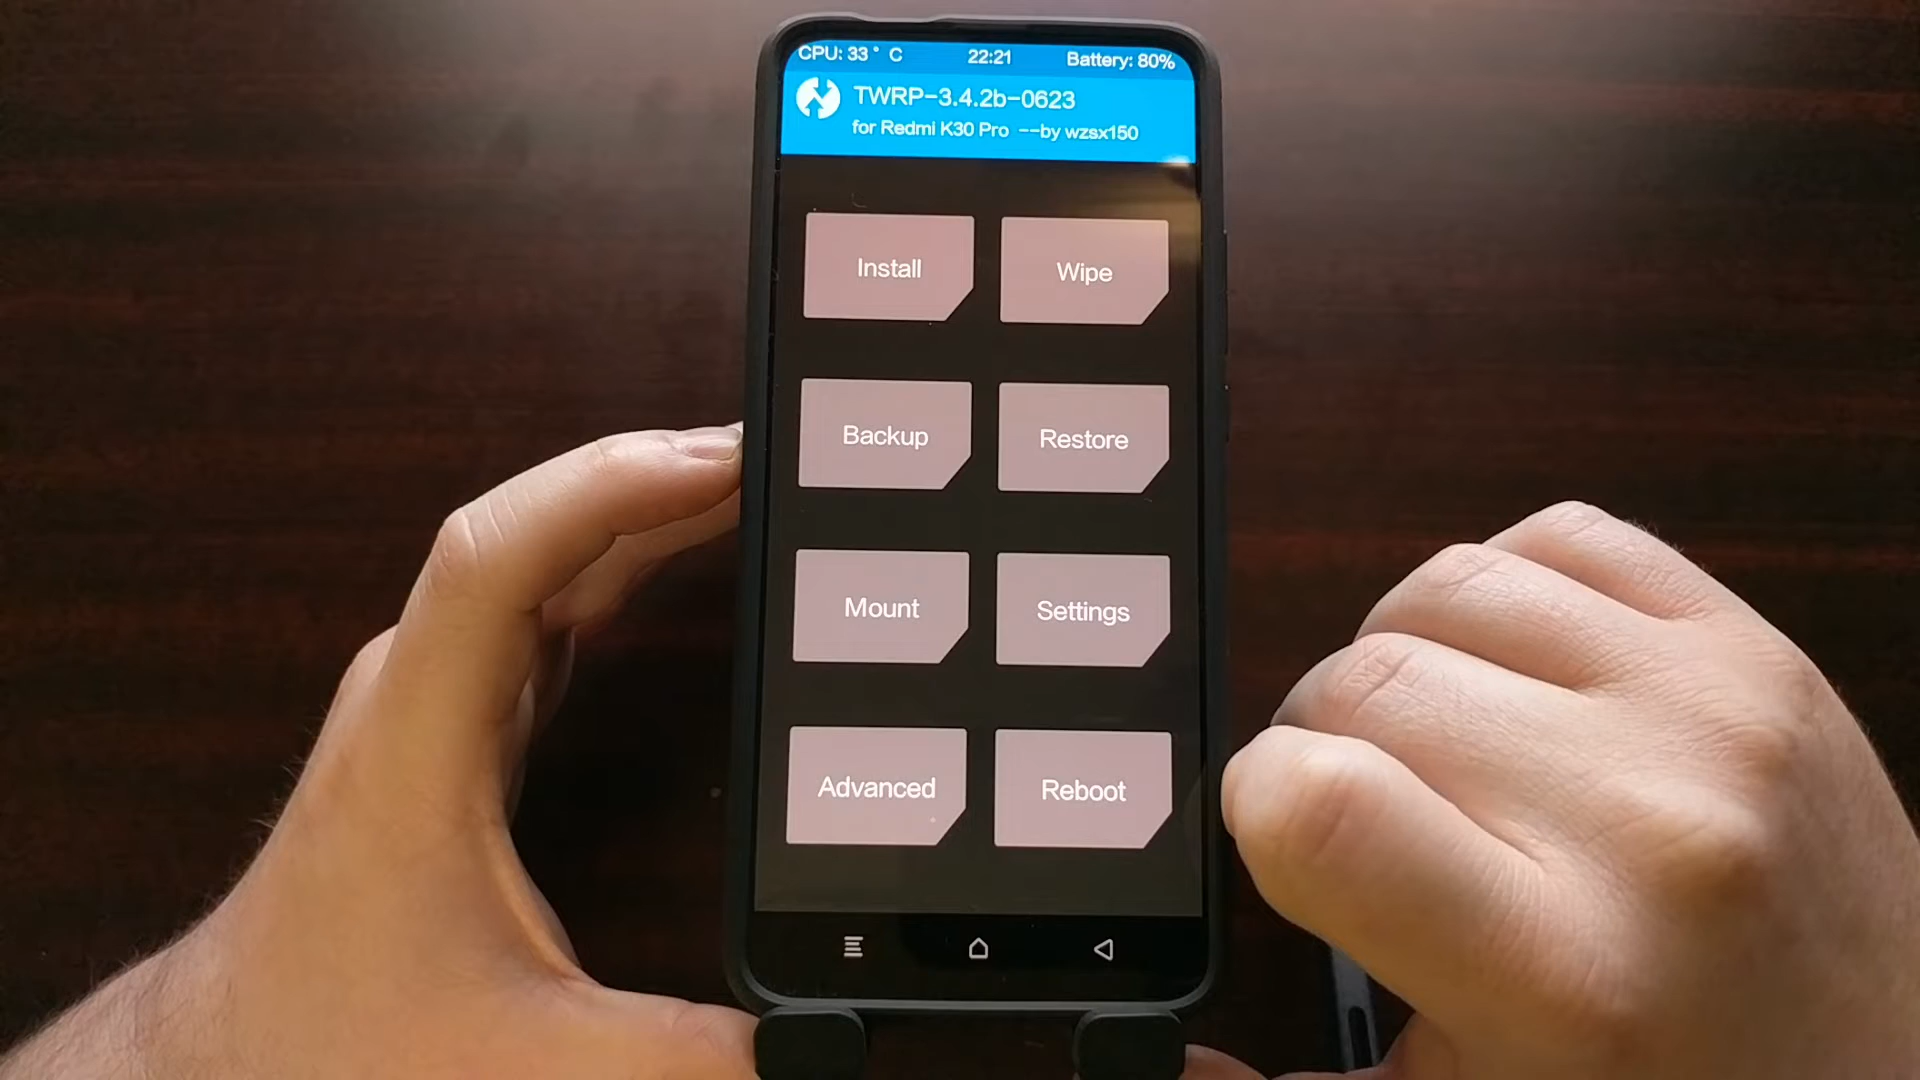 CPU: 33 ° C 22:21 Battery: 80%
TWRP-3.4.2b-0623
for Redmi K30 Pro --by wzsx150
Install Wipe
Backup Restore
Mount Settings
Advanced Reboot